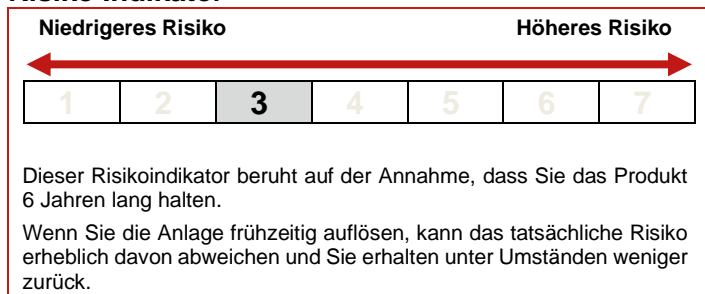 Niedrigeres Risiko Höheres Risiko
1 2 3 4 5 6 7
Dieser Risikoindikator beruht auf der Annahme, dass Sie das Produkt
6 Jahren lang halten.
Wenn Sie die Anlage frühzeitig auflösen, kann das tatsächliche Risiko
erheblich davon abweichen und Sie erhalten unter Umständen weniger
zurück.